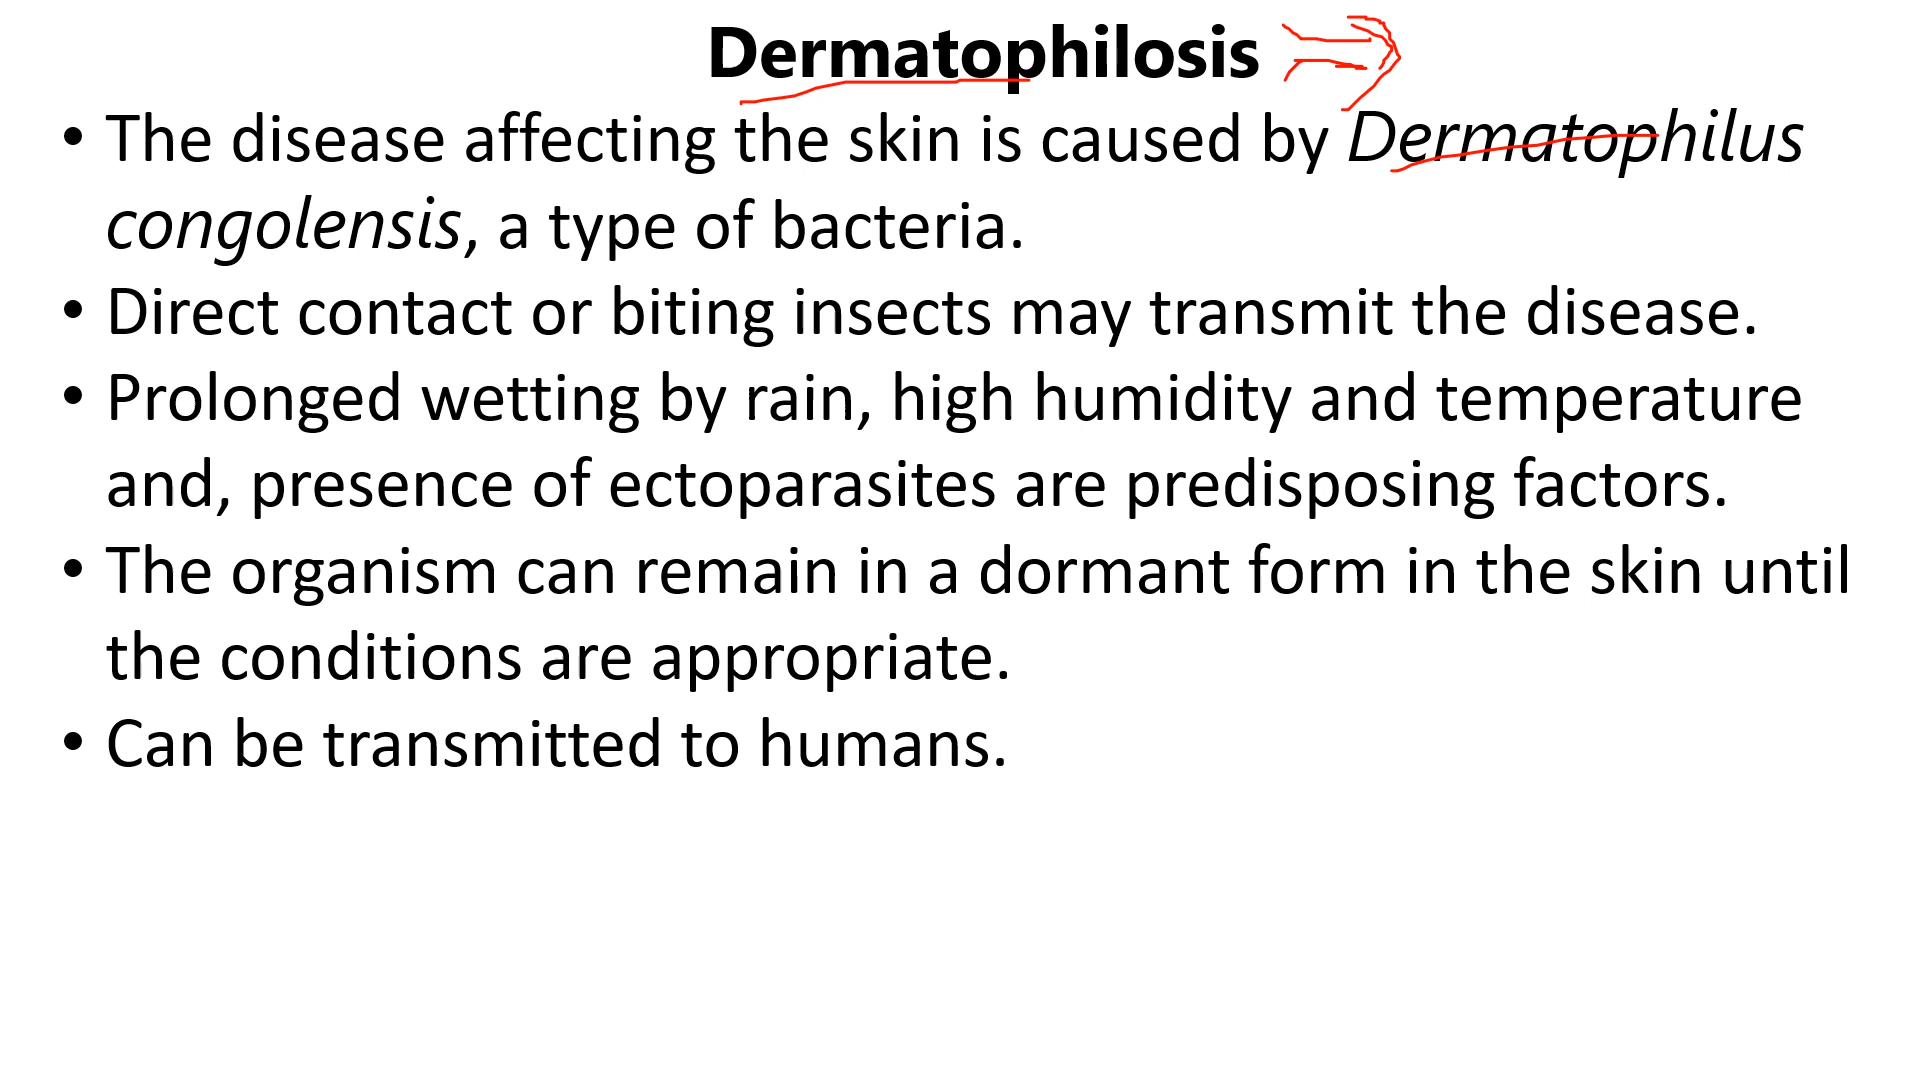 Dermatophilosis
• The disease affecting the skin is caused by Dermatophilus
congolensis, a type of bacteria.
• Direct contact or biting insects may transmit the disease.
• Prolonged wetting by rain, high humidity and temperature
and, presence of ectoparasites are predisposing factors.
• The organism can remain in a dormant form in the skin until
the conditions are appropriate.
• Can be transmitted to humans.